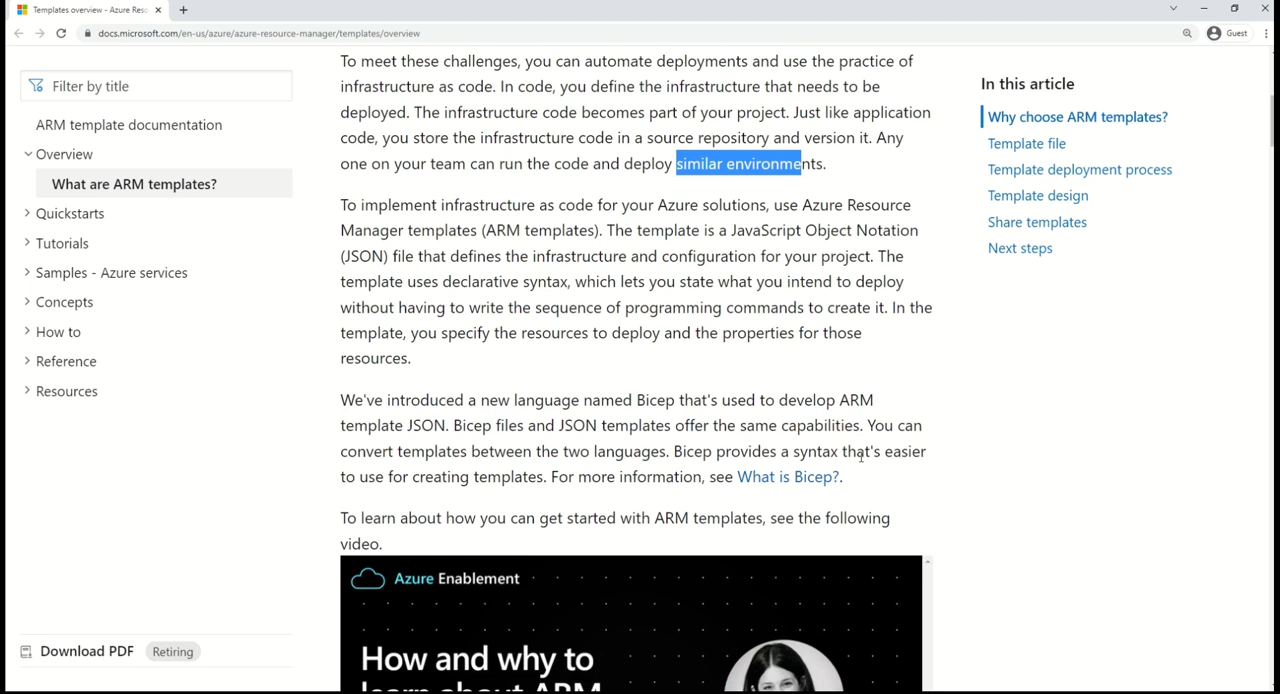 Templates overview - Azure Reso
Guest
docs.microsoft.com/en-us/azure/azure-resource-manager/templates/overview
Filter by title
ARM template documentation
Overview
What are ARM templates?
Quickstarts
Tutorials
Samples - Azure services
Concepts
How to
Reference
Resources
Download PDF
Retiring
To meet these challenges, you can automate deployments and use the practice of
infrastructure as code. In code, you define the infrastructure that needs to be
deployed. The infrastructure code becomes part of your project. Just like application
code, you store the infrastructure code in a source repository and version it. Any
one on your team can run the code and deploy similar environments.
To implement infrastructure as code for your Azure solutions, use Azure Resource
Manager templates (ARM templates). The template is a JavaScript Object Notation
(JSON) file that defines the infrastructure and configuration for your project. The
template uses declarative syntax, which lets you state what you intend to deploy
without having to write the sequence of programming commands to create it. In the
template, you specify the resources to deploy and the properties for those
resources.
We've introduced a new language named Bicep that's used to develop ARM
template JSON. Bicep files and JSON templates offer the same capabilities. You can
convert templates between the two languages. Bicep provides a syntax that's easier
to use for creating templates. For more information, see What is Bicep?.
To learn about how you can get started with ARM templates, see the following
video.
Azure Enablement
How and why to
learn about ARM
In this article
Why choose ARM templates?
Template file
Template deployment process
Template design
Share templates
Next steps